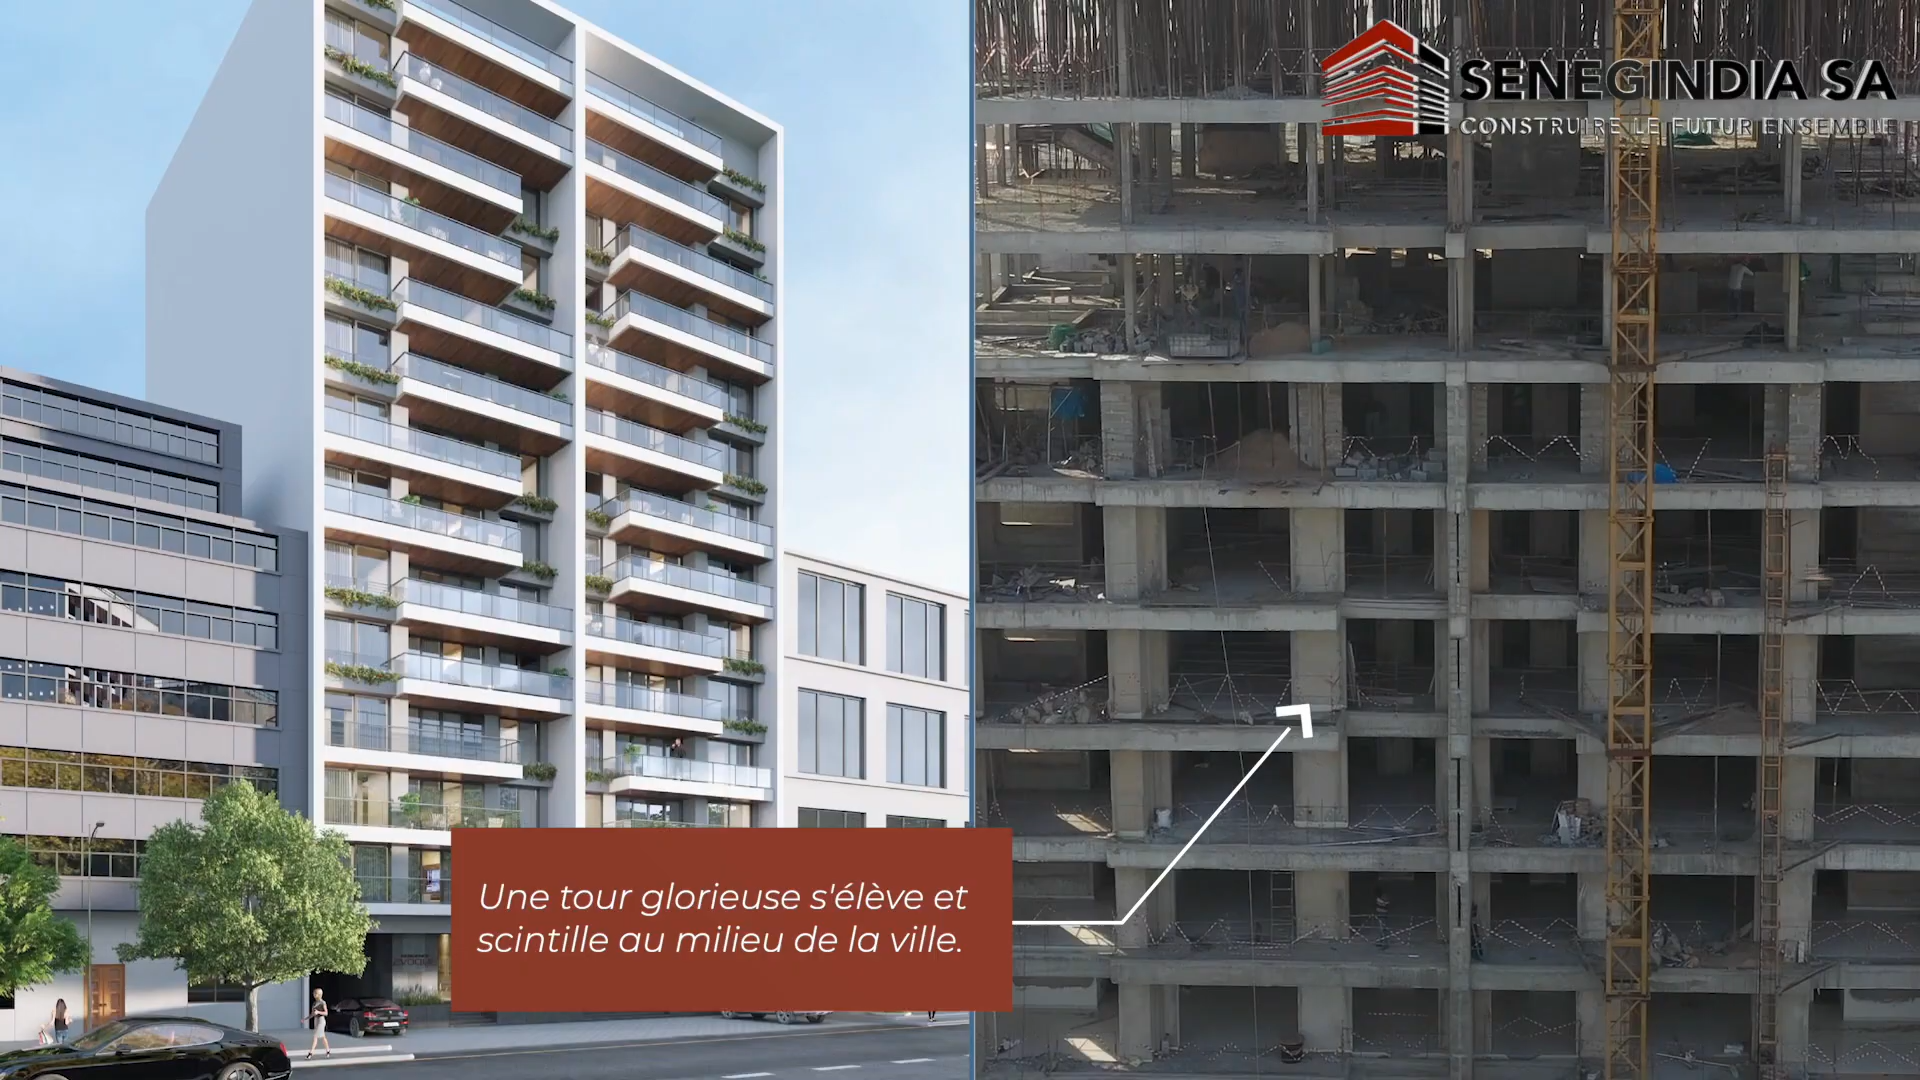 SENEGINDIA SA
CONSTRUIRE LE FUTUR ENSEMBLE
Une tour glorieuse s'élève et
scintille au milieu de la ville.